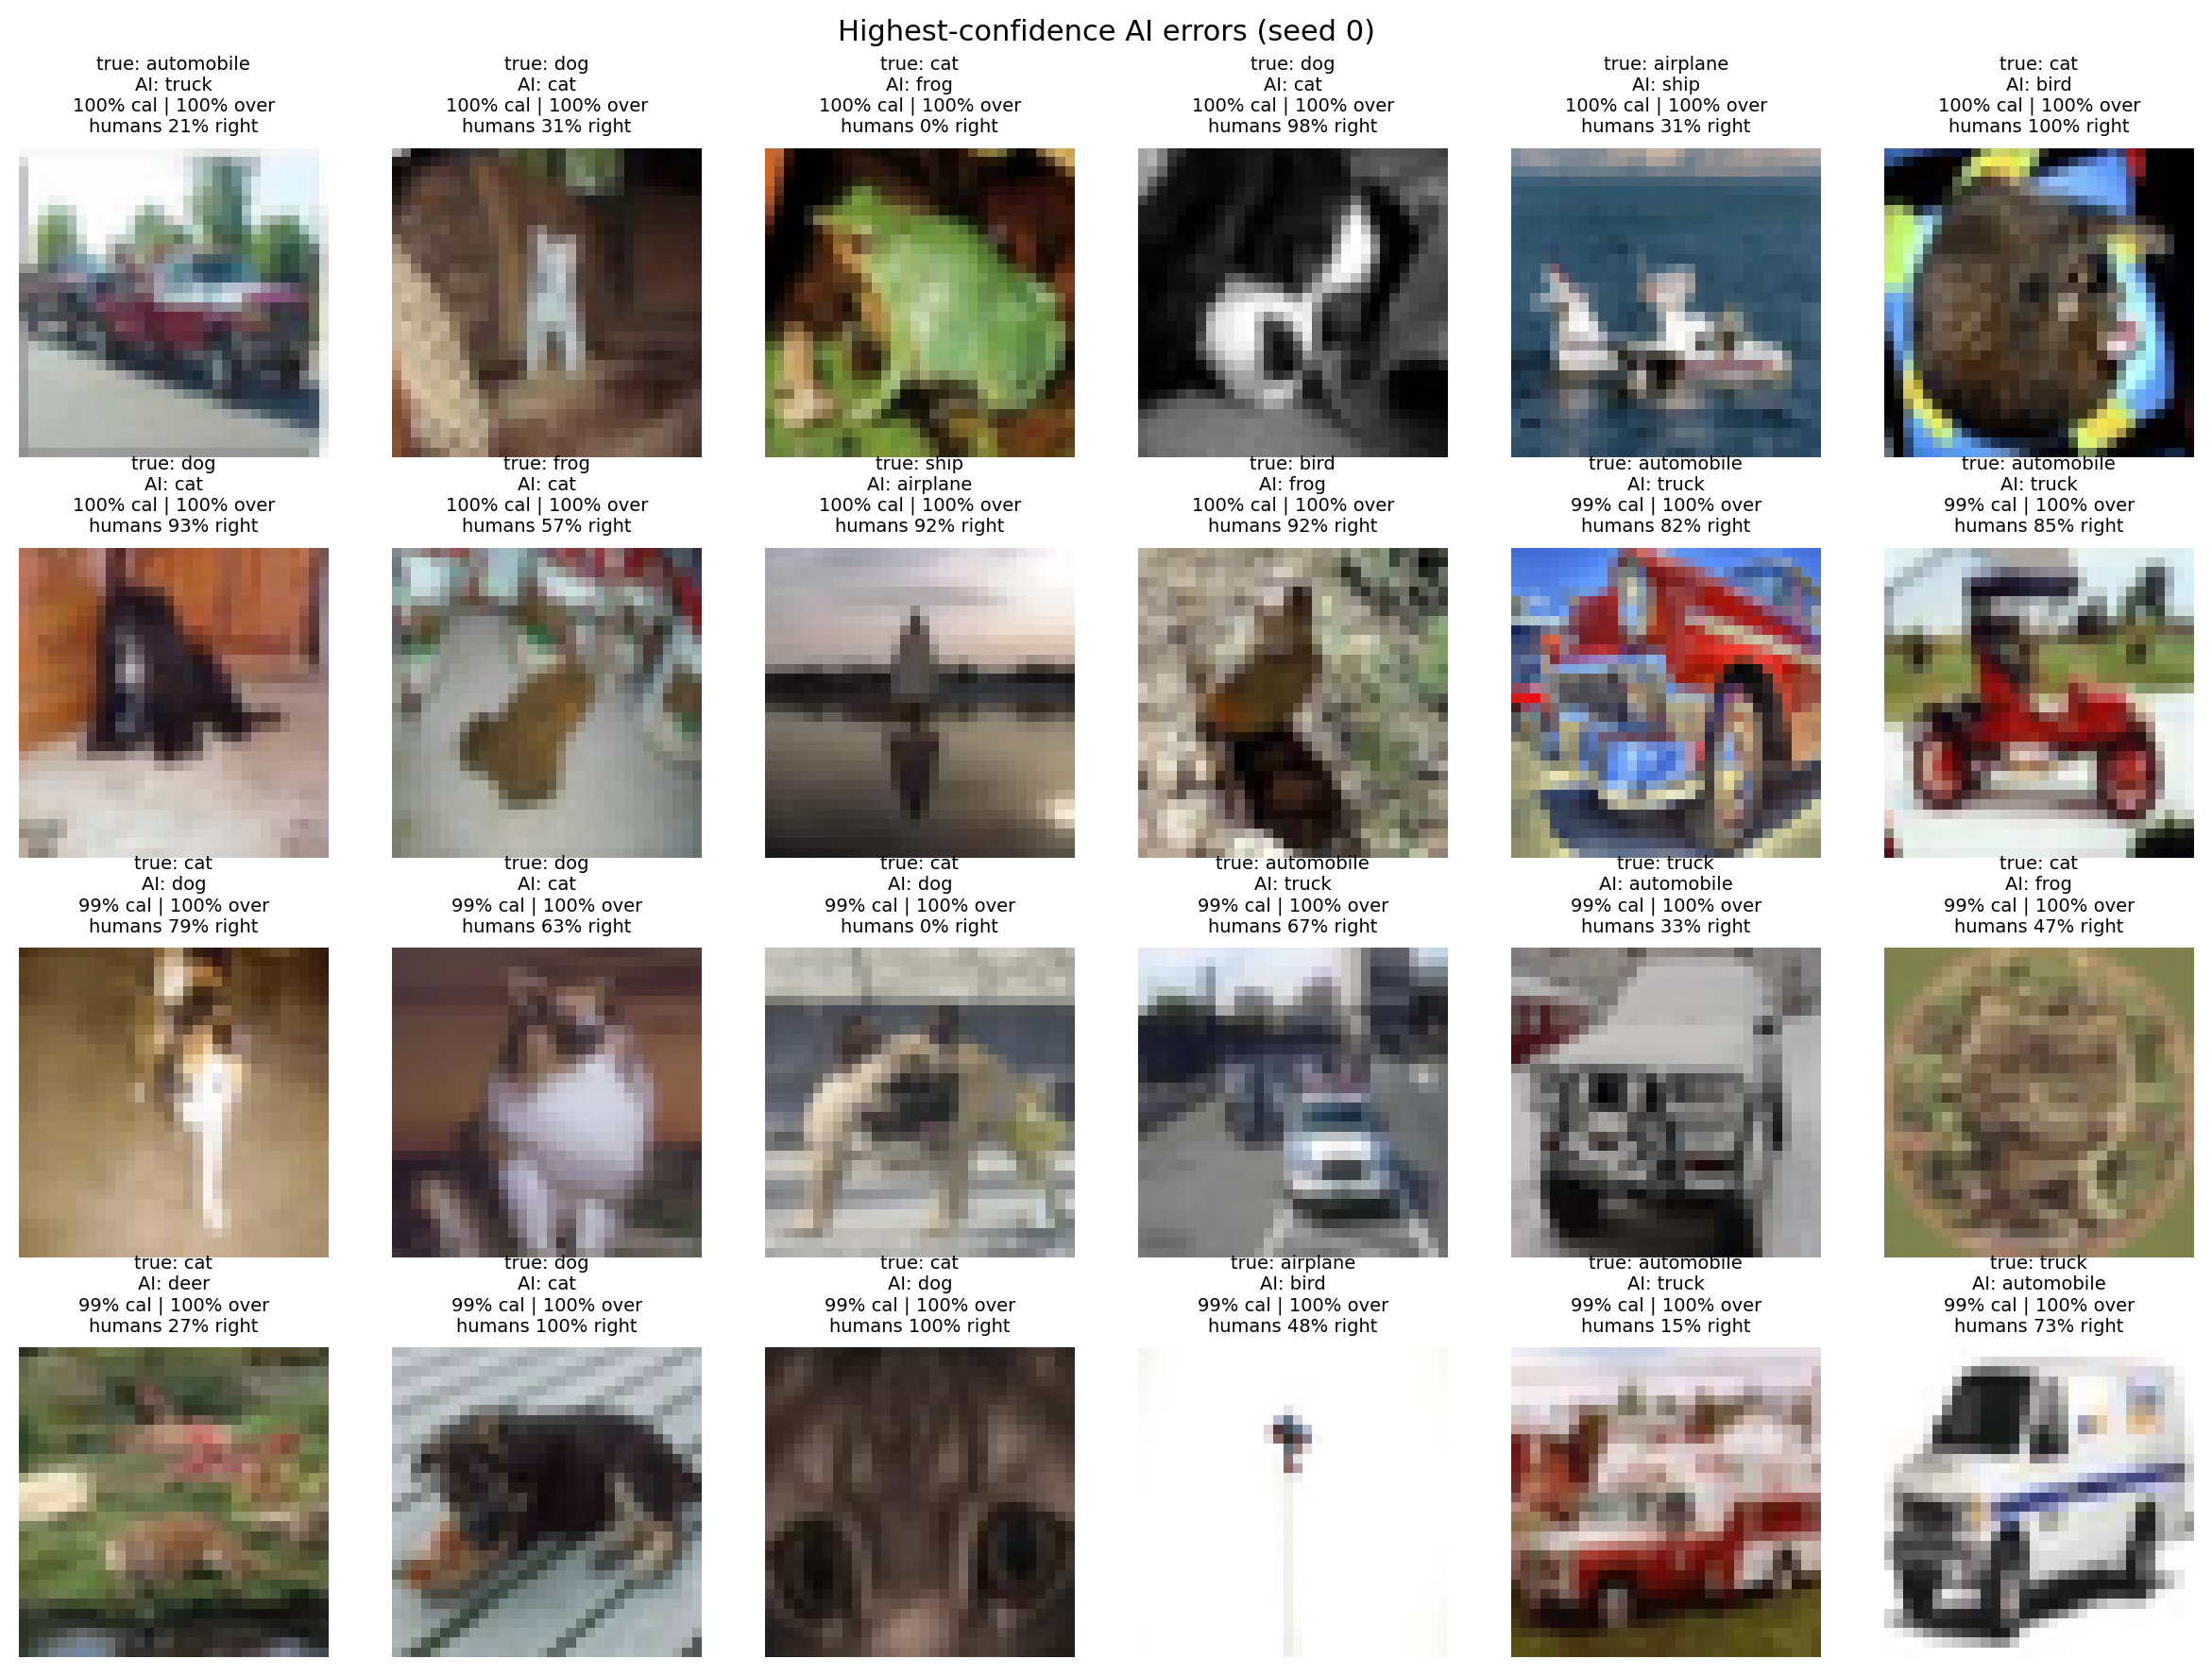 Highest-confidence AI errors (seed 0)
true: automobile
AI: truck
100% cal | 100% over
humans 21% right
true: dog
AI: cat
100% cal | 100% over
humans 31% right
true: cat
AI: frog
100% cal | 100% over
humans 0% right
true: dog
AI: cat
100% cal | 100% over
humans 98% right
true: airplane
AI: ship
100% cal | 100% over
humans 31% right
true: cat
AI: bird
100% cal | 100% over
humans 100% right
true: dog
AI: cat
100% cal | 100% over
humans 93% right
true: frog
AI: cat
100% cal | 100% over
humans 57% right
true: ship
AI: airplane
100% cal | 100% over
humans 92% right
true: bird
AI: frog
100% cal | 100% over
humans 92% right
true: automobile
AI: truck
99% cal | 100% over
humans 82% right
true: automobile
AI: truck
99% cal | 100% over
humans 85% right
true: cat
AI: dog
99% cal | 100% over
humans 79% right
true: dog
AI: cat
99% cal | 100% over
humans 63% right
true: cat
AI: dog
99% cal | 100% over
humans 0% right
true: automobile
AI: truck
99% cal | 100% over
humans 67% right
true: truck
AI: automobile
99% cal | 100% over
humans 33% right
true: cat
AI: frog
99% cal | 100% over
humans 47% right
true: cat
AI: deer
99% cal | 100% over
humans 27% right
true: dog
AI: cat
99% cal | 100% over
humans 100% right
true: cat
AI: dog
99% cal | 100% over
humans 100% right
true: airplane
AI: bird
99% cal | 100% over
humans 48% right
true: automobile
AI: truck
99% cal | 100% over
humans 15% right
true: truck
AI: automobile
99% cal | 100% over
humans 73% right